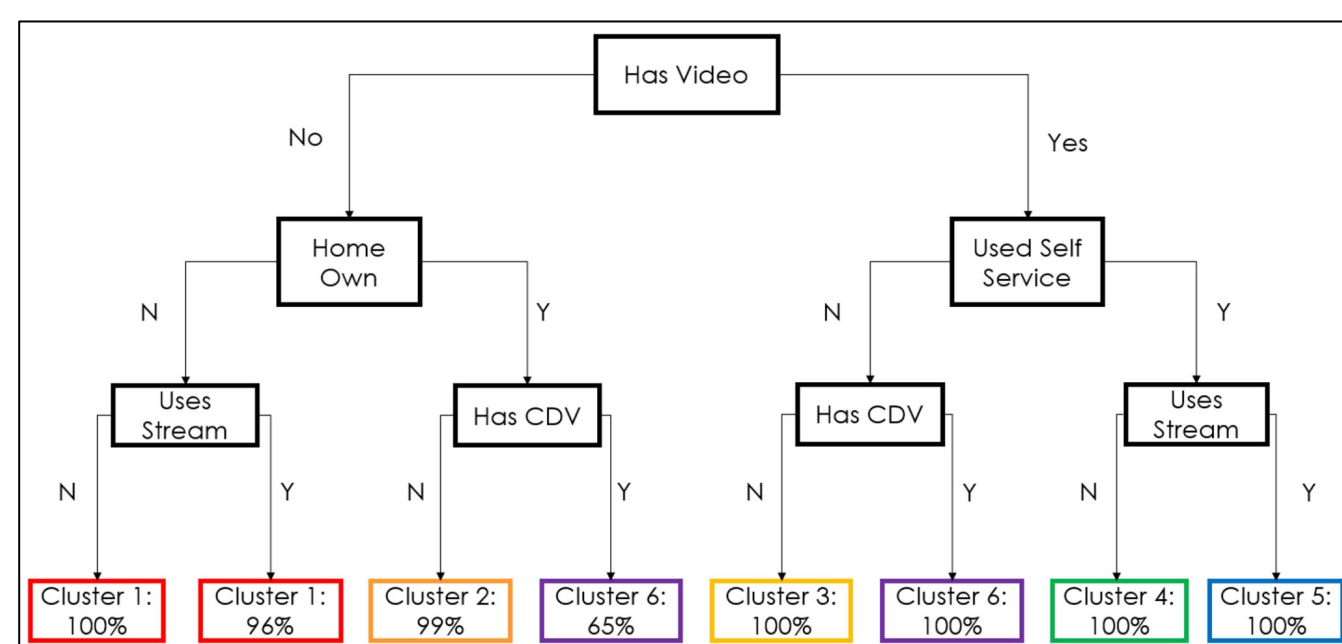 Has Video
No
Yes
Home
Own
Used Self
Service
N
Y
N
Y
Uses
Stream
Has CDV
Has CDV
Uses
Stream
N
Y
N
Y
N
Y
N
Y
Cluster 1:
100%
Cluster 1:
96%
Cluster 2:
99%
Cluster 6:
65%
Cluster 3:
100%
Cluster 6:
100%
Cluster 4:
100%
Cluster 5:
100%